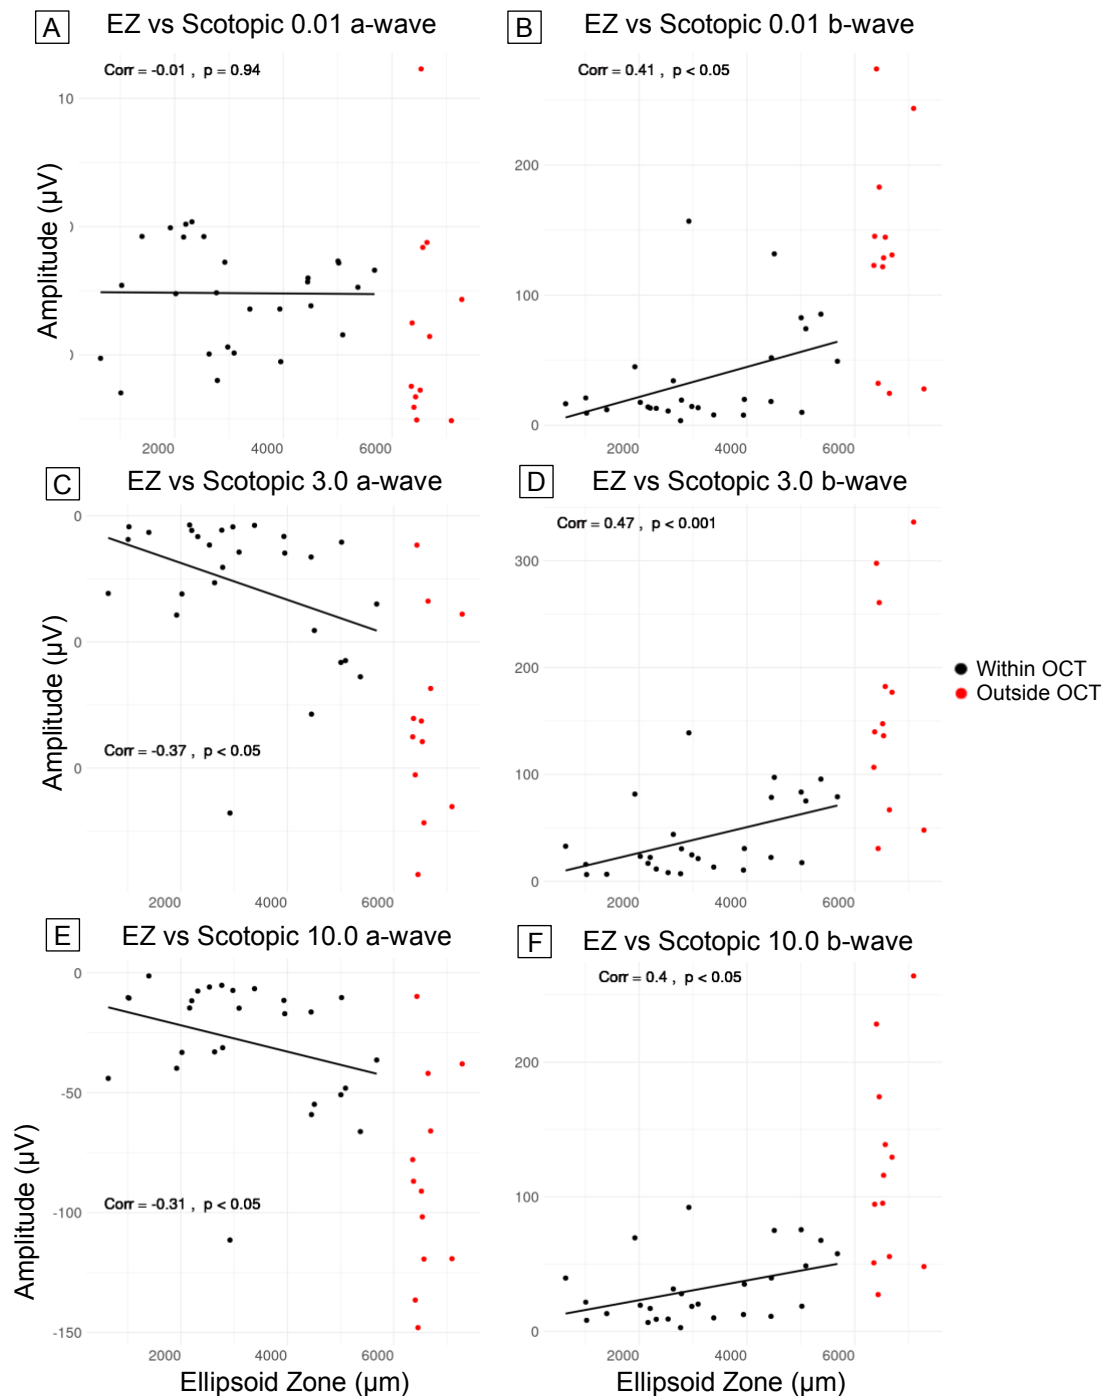 A EZ vs Scotopic 0.01 a-wave
Corr = -0.01 , p = 0.94
10
0
0
Amplitude (µV)
2000 4000 6000
B EZ vs Scotopic 0.01 b-wave
Corr = 0.41 , p < 0.05
200
100
0
2000 4000 6000
C EZ vs Scotopic 3.0 a-wave
0
0
0
Amplitude (µV)
Corr = -0.37 , p < 0.05
2000 4000 6000
D EZ vs Scotopic 3.0 b-wave
Corr = 0.47 , p < 0.001
300
200
100
0
2000 4000 6000
Within OCT
Outside OCT
E EZ vs Scotopic 10.0 a-wave
0
-50
-100
-150
Amplitude (µV)
Corr = -0.31 , p < 0.05
2000 4000 6000
Ellipsoid Zone (µm)
F EZ vs Scotopic 10.0 b-wave
Corr = 0.4 , p < 0.05
200
100
0
2000 4000 6000
Ellipsoid Zone (µm)